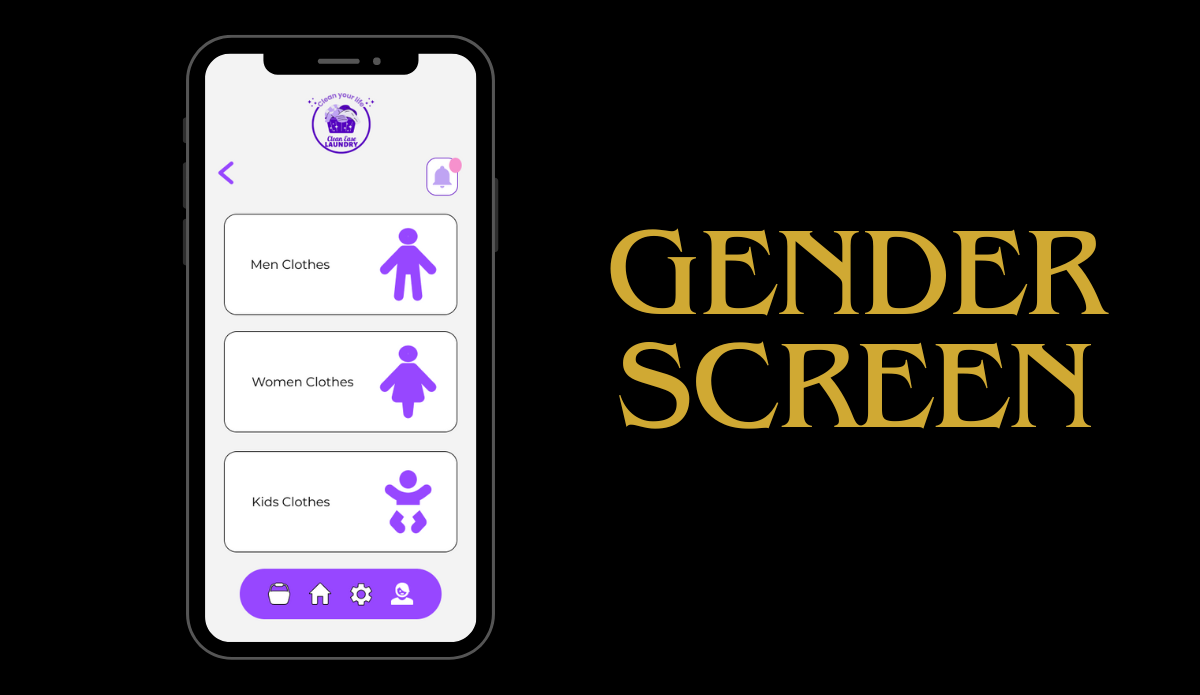 Clean your life
Clean Ease
LAUNDRY
Men Clothes
Women Clothes
Kids Clothes
GENDER
SCREEN